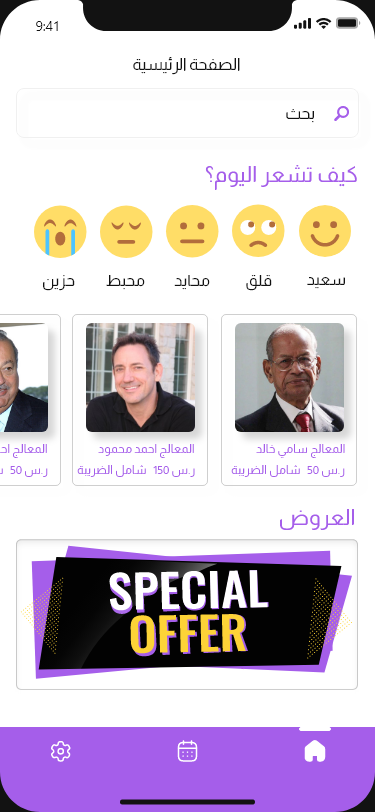 9:41
الصفحة الرئيسية
بحث
كيف تشعر اليوم؟
سعيد
قلق
محايد
محبط
حزين
المعالج سامي خالد
ر.س 50 شامل الضريبة
المعالج احمد محمود
ر.س 150 شامل الضريبة
المعالج
ر.س 50
العروض
SPECIAL
OFFER